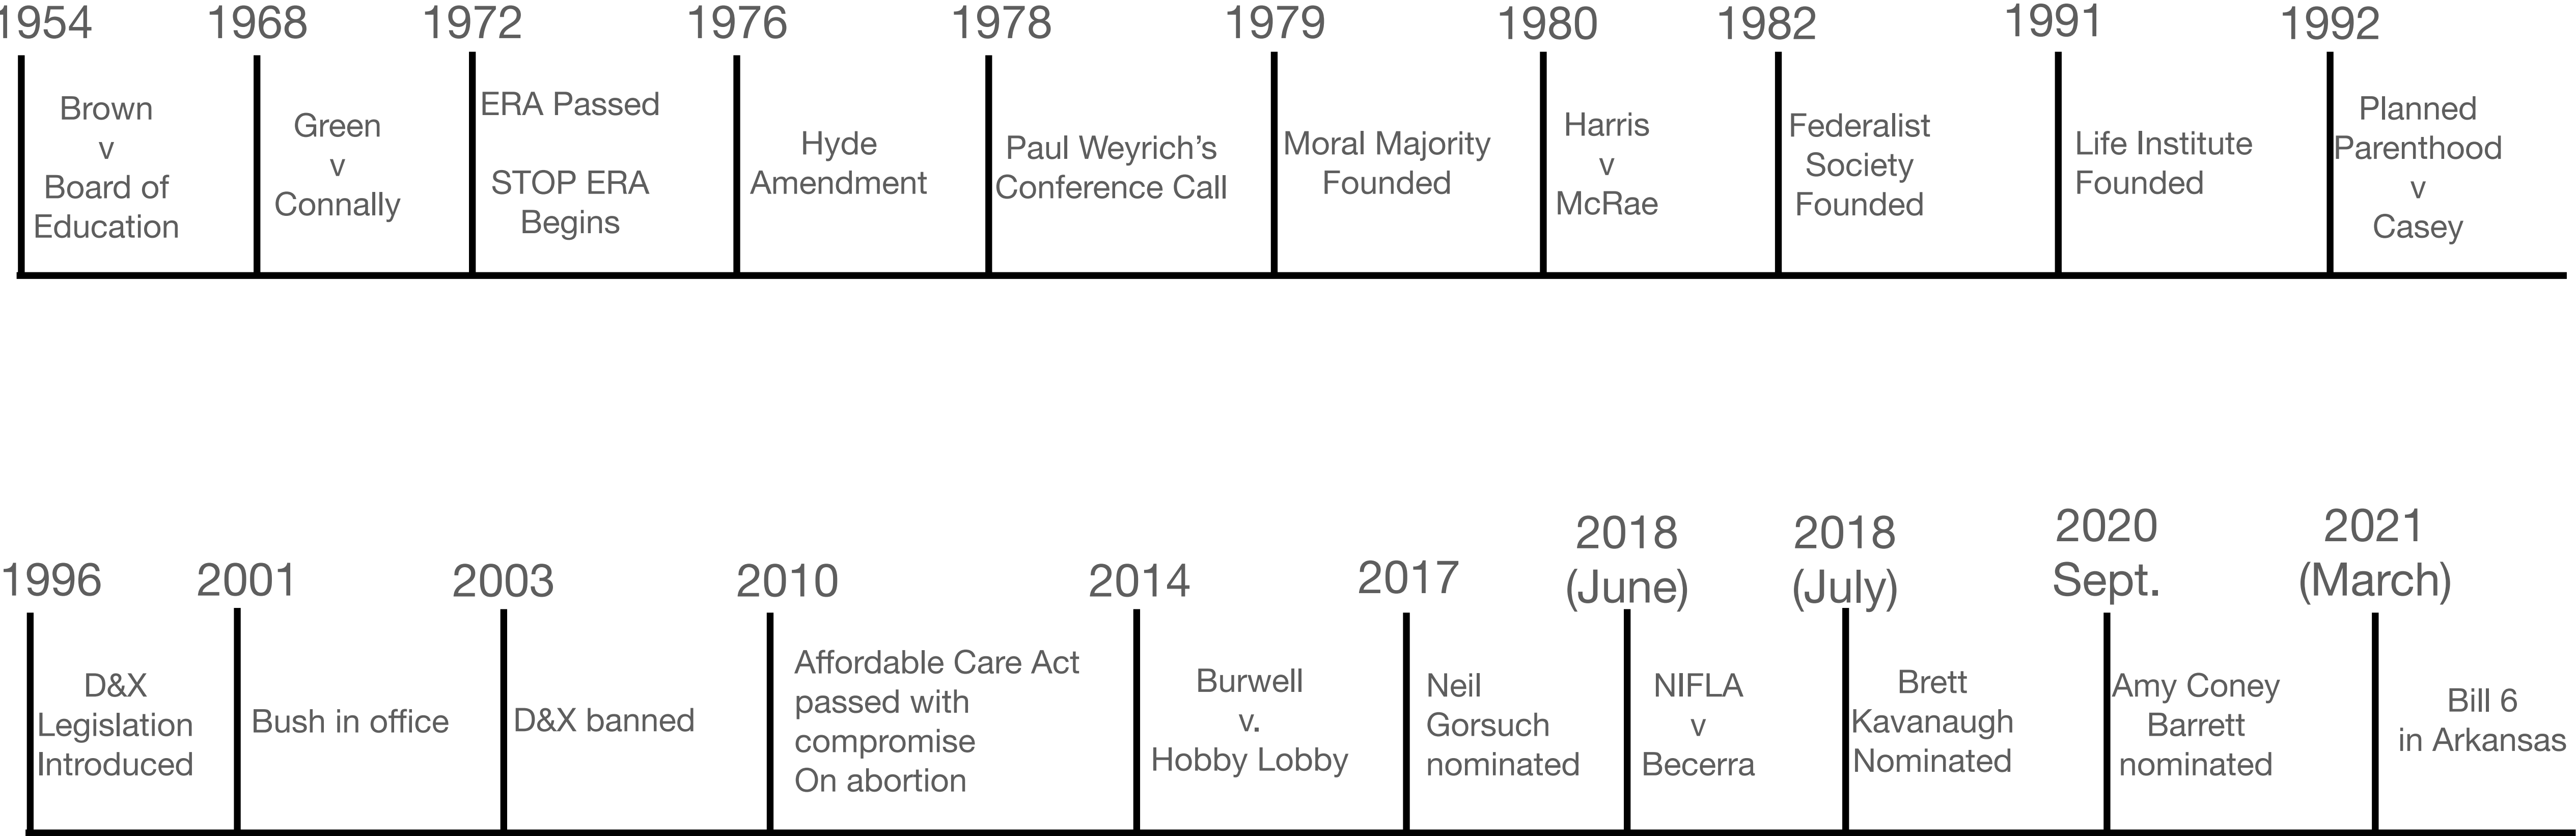 1954
1968
1972
1976
1978
1979
1980
1982
1991
1992
Brown
v
Board of
Education
Green
v
Connally
ERA Passed
STOP ERA
Begins
Hyde
Amendment
Paul Weyrich’s
Conference Call
Moral Majority
Founded
Harris
v
McRae
Federalist
Society
Founded
Life Institute
Founded
Planned
Parenthood
v
Casey
1996
2001
2003
2010
2014
2017
2018
(June)
2018
(July)
2020
Sept.
2021
(March)
D&X
Legislation
Introduced
Bush in office
D&X banned
Affordable Care Act
passed with
compromise
On abortion
Burwell
v.
Hobby Lobby
Neil
Gorsuch
nominated
NIFLA
v
Becerra
Brett
Kavanaugh
Nominated
Amy Coney
Barrett
nominated
Bill 6
in Arkansas